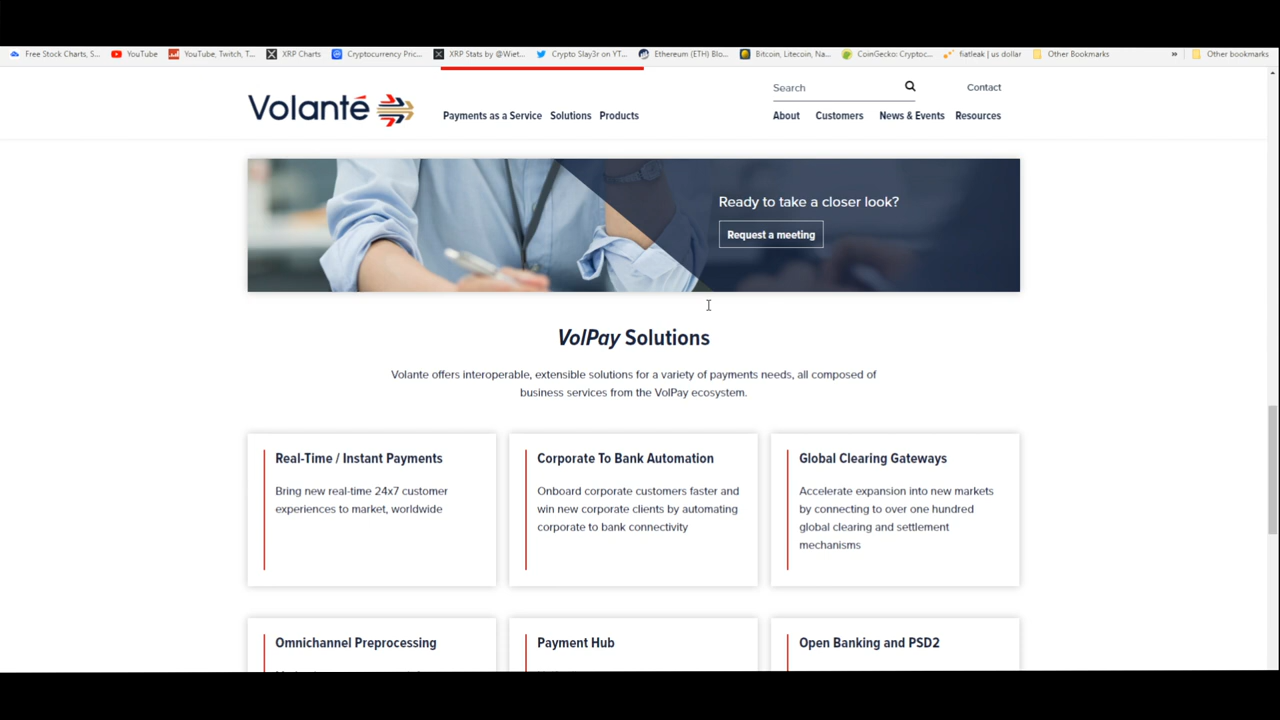 Free Stock Charts, S... YouTube YouTube, Twitch, T... XRP Charts Cryptocurrency Pric... XRP Stats by @Wiet... Crypto Slay3r on YT... Ethereum (ETH) Blo... Bitcoin, Litecoin, Na... CoinGecko: Cryptoc... fiatleak | us dollar Other Bookmarks » Other bookmarks
Search Contact
Volanté
Payments as a Service Solutions Products About Customers News & Events Resources
Ready to take a closer look?
Request a meeting
VolPay Solutions
Volante offers interoperable, extensible solutions for a variety of payments needs, all composed of
business services from the VolPay ecosystem.
Real-Time / Instant Payments
Bring new real-time 24x7 customer
experiences to market, worldwide
Corporate To Bank Automation
Onboard corporate customers faster and
win new corporate clients by automating
corporate to bank connectivity
Global Clearing Gateways
Accelerate expansion into new markets
by connecting to over one hundred
global clearing and settlement
mechanisms
Omnichannel Preprocessing
Payment Hub
Open Banking and PSD2